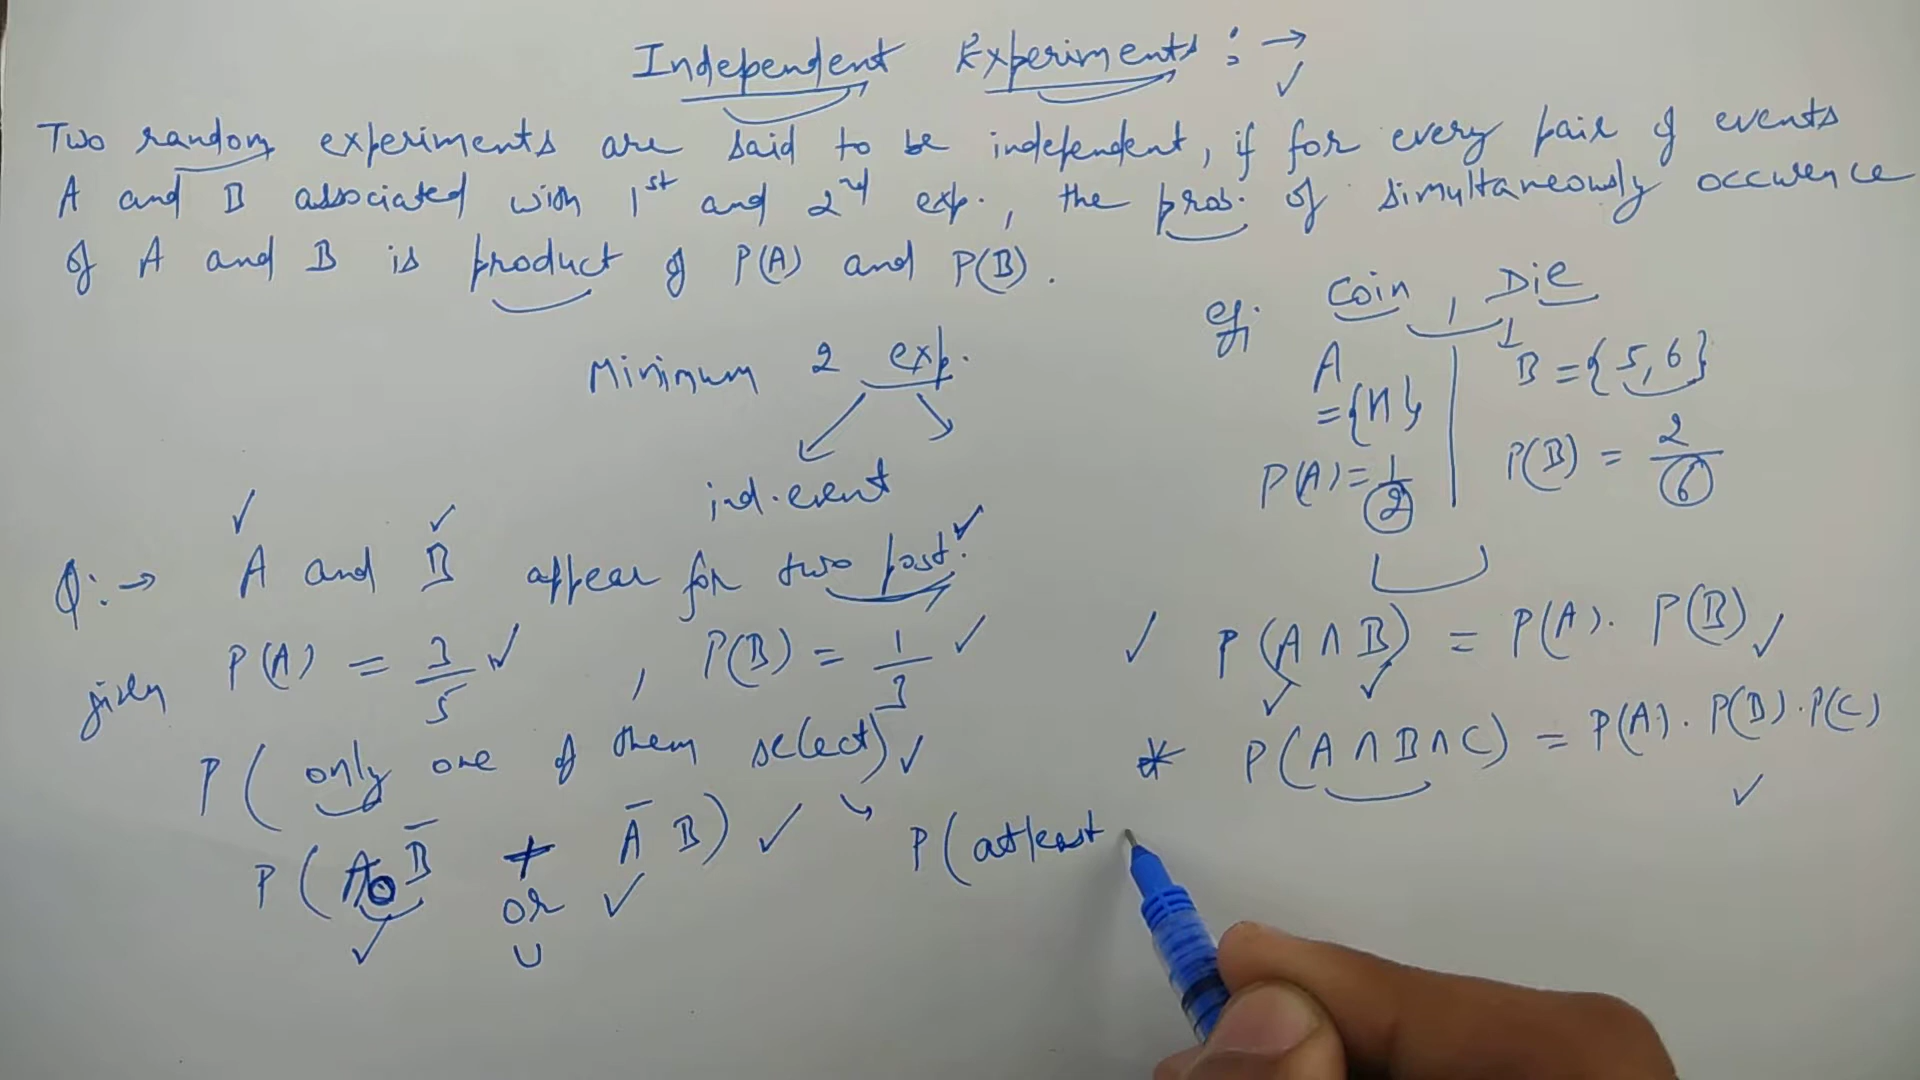 Independent Experiments : →
Two random experiments are said to be independent, if for every pair of events
A and B associated with 1st and 2nd exp., the prob. of simultaneously occurence
of A and B is product of P(A) and P(B).
eg: Coin , Die
A = {H}
B = {5,6}
P(A) = 1/2
P(B) = 2/6
Minimum 2 exp.
ind. event
Q: → A and B appear for two post.
given P(A) = 3/5 , P(B) = 1/3
P( only one of them select)
P( A B̅ + A̅ B)
or
∪
P(A ∩ B) = P(A). P(B)
* P(A ∩ B ∩ C) = P(A). P(B). P(C)
P( atleast